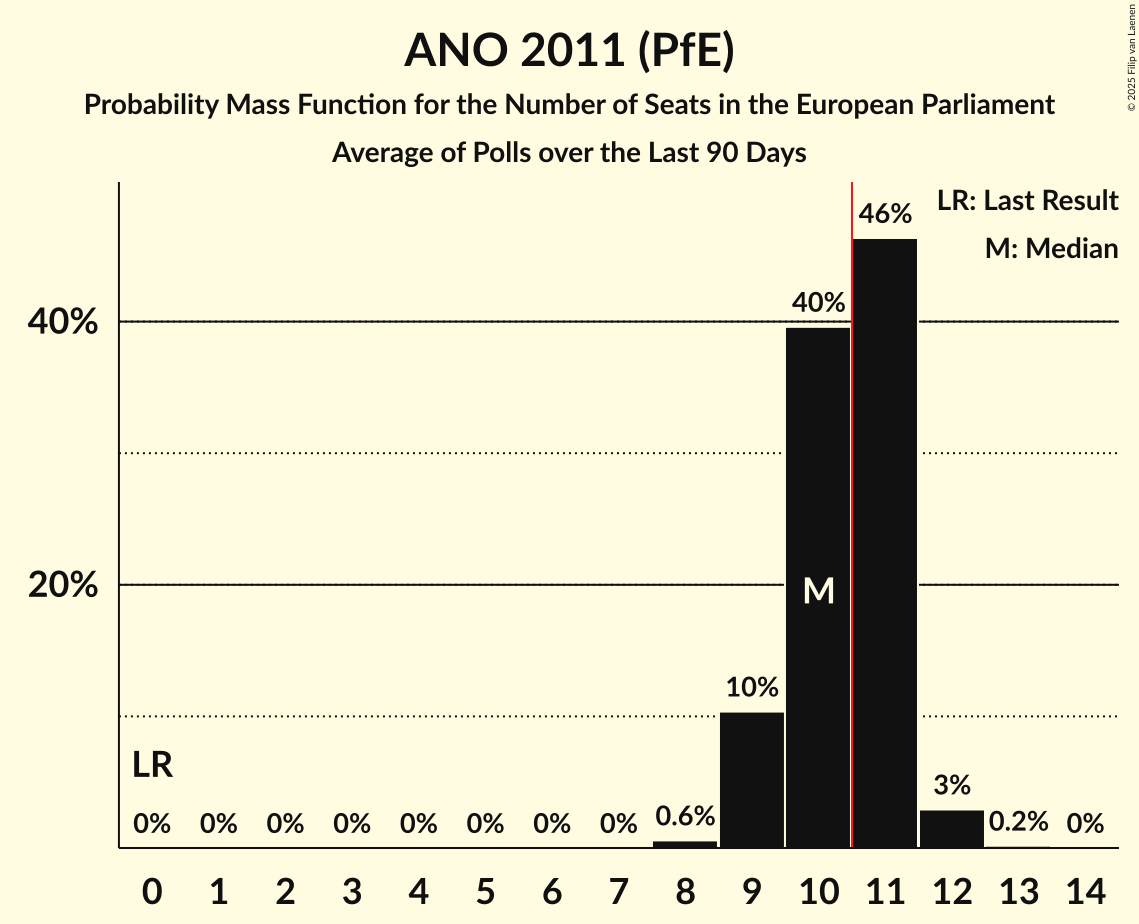 ANO 2011 (PfE)
Probability Mass Function for the Number of Seats in the European Parliament
Average of Polls over the Last 90 Days
© 2025 Filip van Laenen
LR: Last Result
M: Median
46%
40%
40%
20%
M
10%
LR
3%
0% 0% 0% 0% 0% 0% 0% 0% 0.6% 0.2% 0%
0 1 2 3 4 5 6 7 8 9 10 11 12 13 14